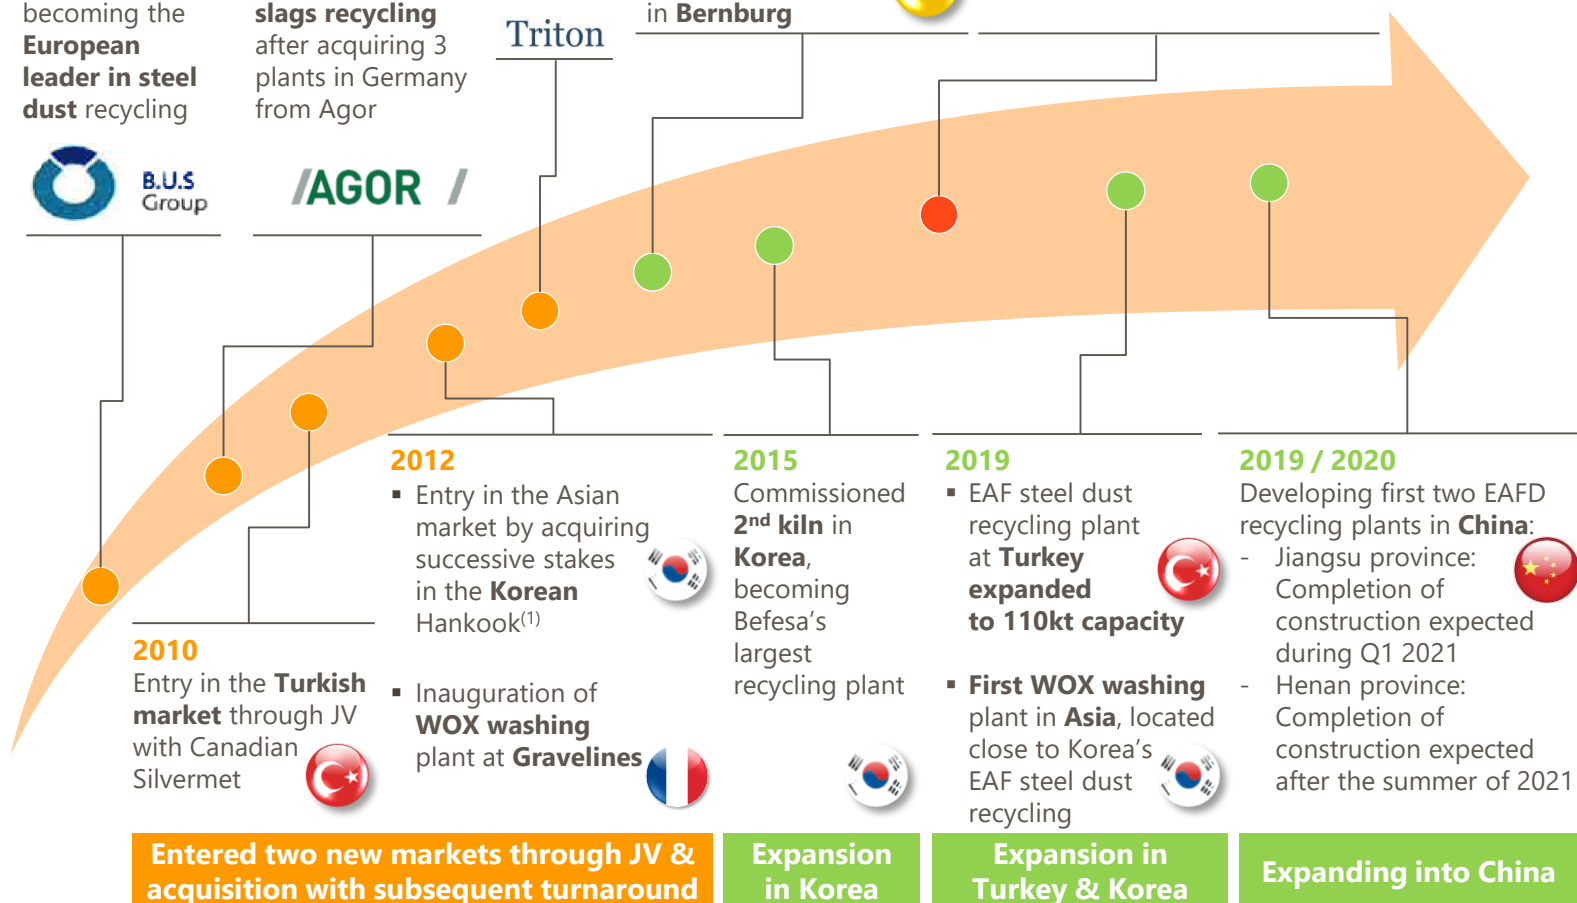 becoming the
European
leader in steel
dust recycling
slags recycling
after acquiring 3
plants in Germany
from Agor
Triton
in Bernburg
B.U.S
Group
/AGOR /
2012
▪ Entry in the Asian
market by acquiring
successive stakes
in the Korean
Hankook(1)
▪ Inauguration of
WOX washing
plant at Gravelines
2015
Commissioned
2nd kiln in
Korea,
becoming
Befesa's
largest
recycling plant
2019
▪ EAF steel dust
recycling plant
at Turkey
expanded
to 110kt capacity
▪ First WOX washing
plant in Asia, located
close to Korea's
EAF steel dust
recycling
2019 / 2020
Developing first two EAFD
recycling plants in China:
- Jiangsu province:
Completion of
construction expected
during Q1 2021
- Henan province:
Completion of
construction expected
after the summer of 2021
2010
Entry in the Turkish
market through JV
with Canadian
Silvermet
Entered two new markets through JV &
acquisition with subsequent turnaround
Expansion
in Korea
Expansion in
Turkey & Korea
Expanding into China